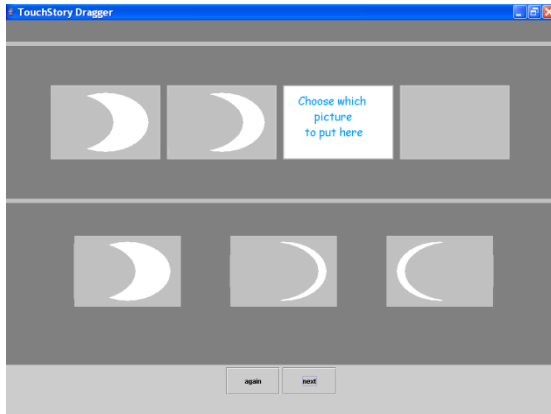 TouchStory Dragger
Choose which
picture
to put here
again
next